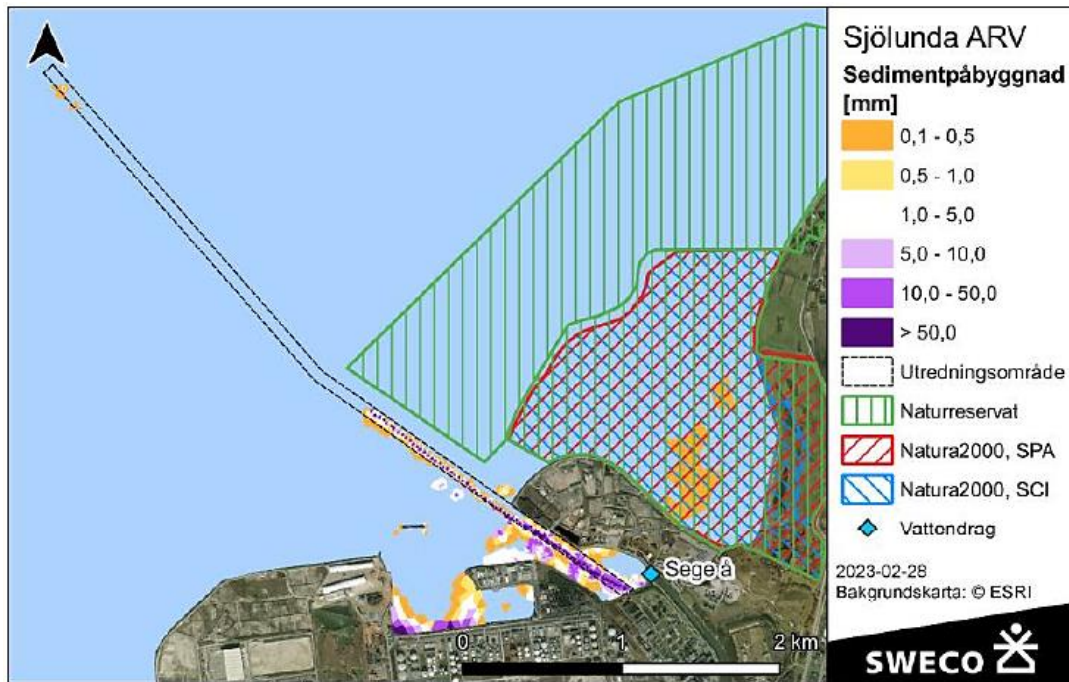 Sjölunda ARV
Sedimentpåbyggnad
[mm]
0,1 - 0,5
0,5 - 1,0
1,0 - 5,0
5,0 - 10,0
10,0 - 50,0
> 50,0
Utredningsområde
Naturreservat
Natura2000, SPA
Natura2000, SCI
Vattendrag
2023-02-28
Bakgrundskarta: © ESRI
SWECO
Sege å
0 1 2 km